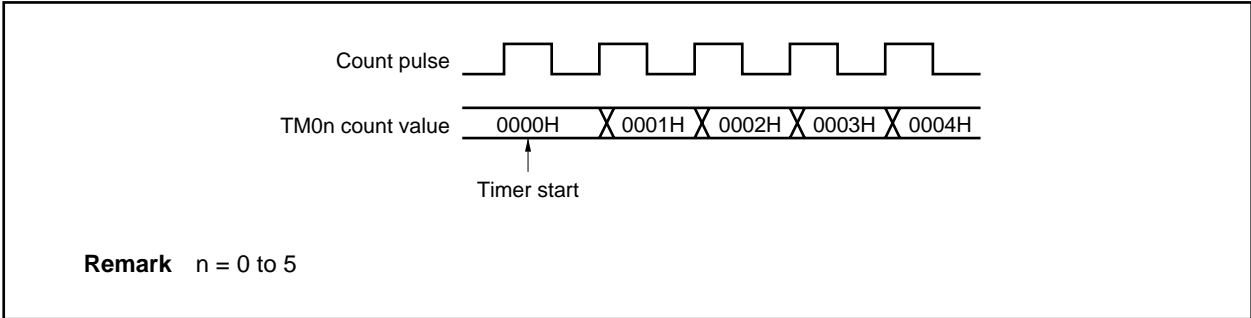 Count pulse
TM0n count value 0000H 0001H 0002H 0003H 0004H
Timer start
Remark n = 0 to 5